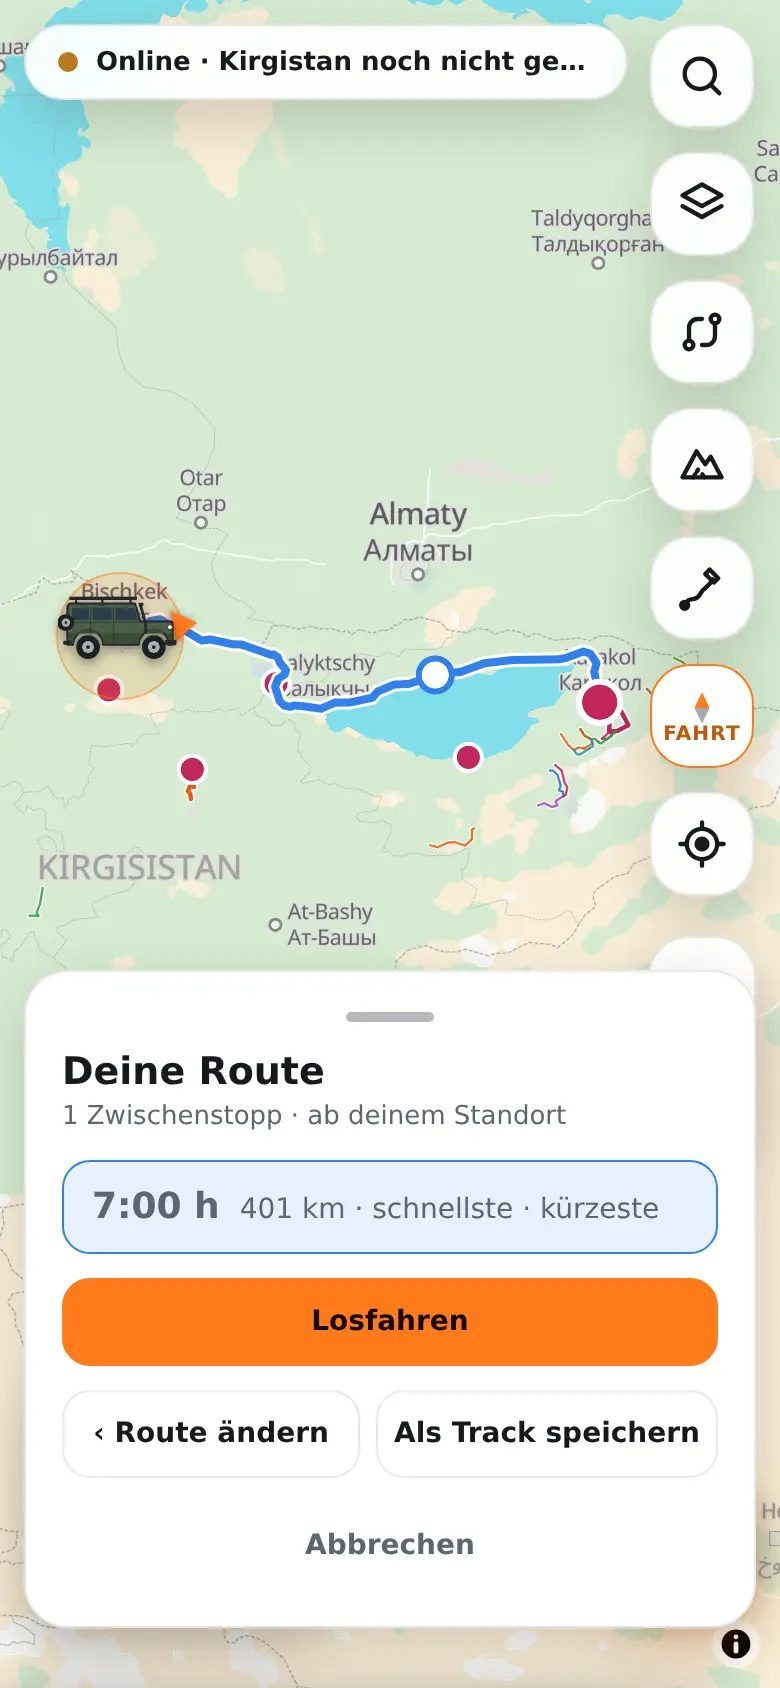 Online · Kirgistan noch nicht ge…
Taldyqorgha
Талдықорған
урылбайтал
Otar
Отар
Almaty
Алматы
Bischkek
alyktschy
алыкчы
FAHRT
KIRGISISTAN
At-Bashy
Ат-Башы
Deine Route
1 Zwischenstopp · ab deinem Standort
7:00 h 401 km · schnellste · kürzeste
Losfahren
‹ Route ändern
Als Track speichern
Abbrechen